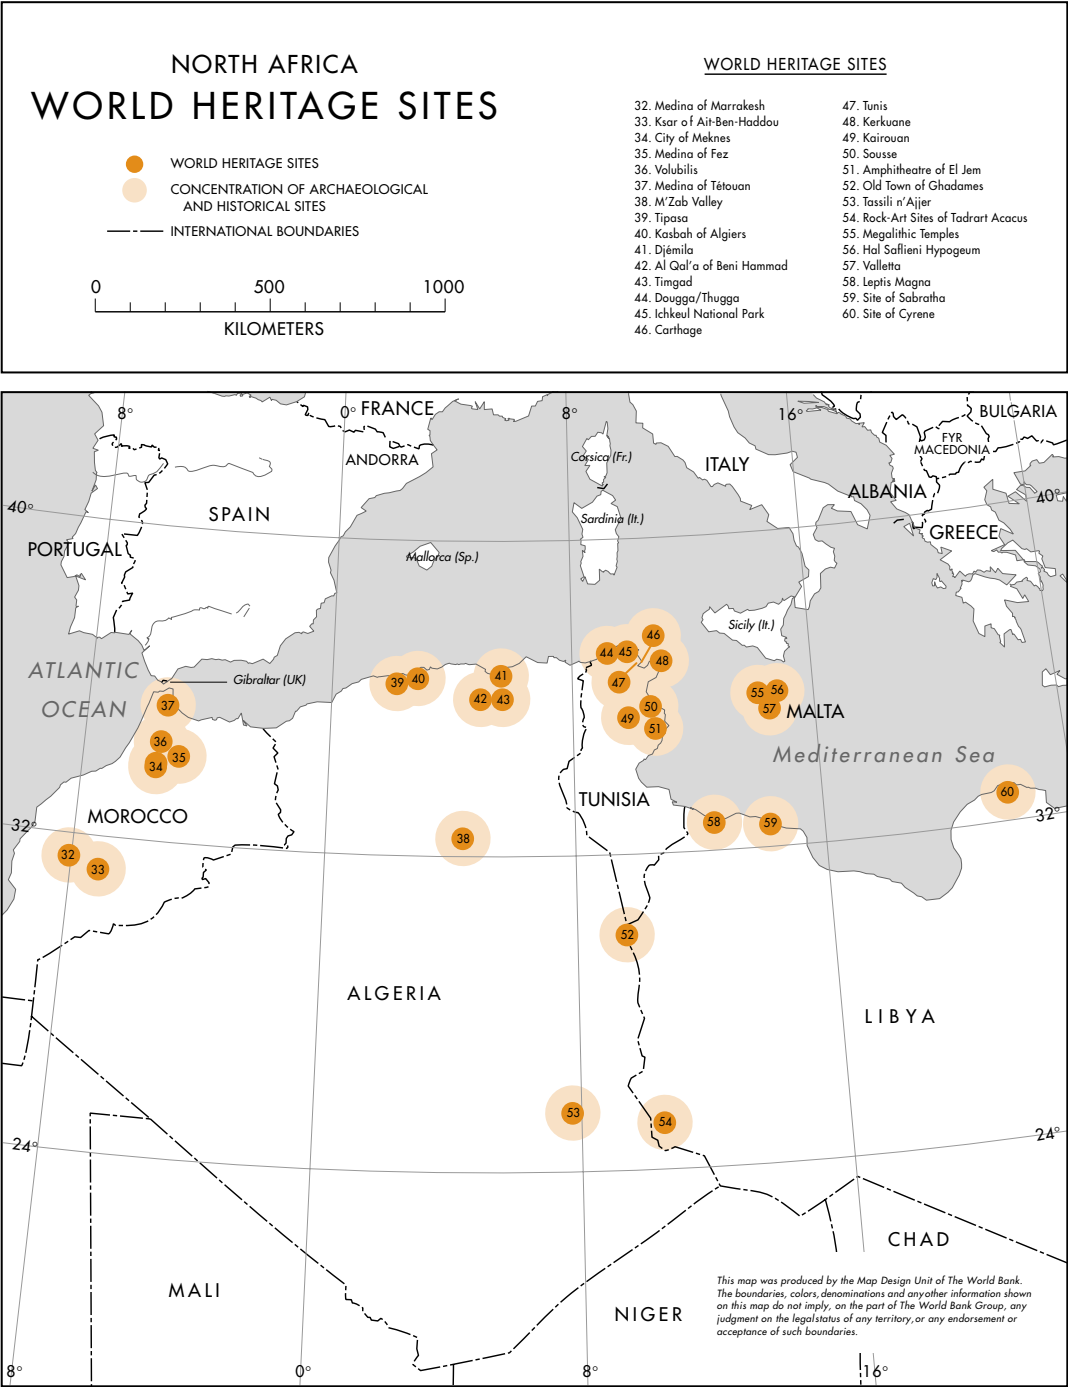 NORTH AFRICA
WORLD HERITAGE SITES
WORLD HERITAGE SITES
CONCENTRATION OF ARCHAEOLOGICAL
AND HISTORICAL SITES
INTERNATIONAL BOUNDARIES
0 500 1000
KILOMETERS
WORLD HERITAGE SITES
32. Medina of Marrakesh
33. Ksar of Ait-Ben-Haddou
34. City of Meknes
35. Medina of Fez
36. Volubilis
37. Medina of Tétouan
38. M'Zab Valley
39. Tipasa
40. Kasbah of Algiers
41. Djémila
42. Al Qal'a of Beni Hammad
43. Timgad
44. Dougga/Thugga
45. Ichkeul National Park
46. Carthage
47. Tunis
48. Kerkuane
49. Kairouan
50. Sousse
51. Amphitheatre of El Jem
52. Old Town of Ghadames
53. Tassili n'Ajjer
54. Rock-Art Sites of Tadrart Acacus
55. Megalithic Temples
56. Hal Saflieni Hypogeum
57. Valletta
58. Leptis Magna
59. Site of Sabratha
60. Site of Cyrene
8° 0° FRANCE 8° 16° BULGARIA
FYR
MACEDONIA
ANDORRA
Corsica (Fr.)
ITALY
ALBANIA
40°
40°
SPAIN
Sardinia (It.)
GREECE
PORTUGAL
Mallorca (Sp.)
Sicily (It.)
46
44 45
48
ATLANTIC
OCEAN
Gibraltar (UK)
39 40
41
42 43
47
55 56
57
MALTA
37
50
49
51
36
35
34
Mediterranean Sea
60
MOROCCO
TUNISIA
32°
32°
58
59
38
32
33
52
ALGERIA
LIBYA
53
54
24°
24°
CHAD
MALI
NIGER
This map was produced by the Map Design Unit of The World Bank.
The boundaries, colors, denominations and any other information shown
on this map do not imply, on the part of The World Bank Group, any
judgment on the legal status of any territory, or any endorsement or
acceptance of such boundaries.
8° 0° 8° 16°